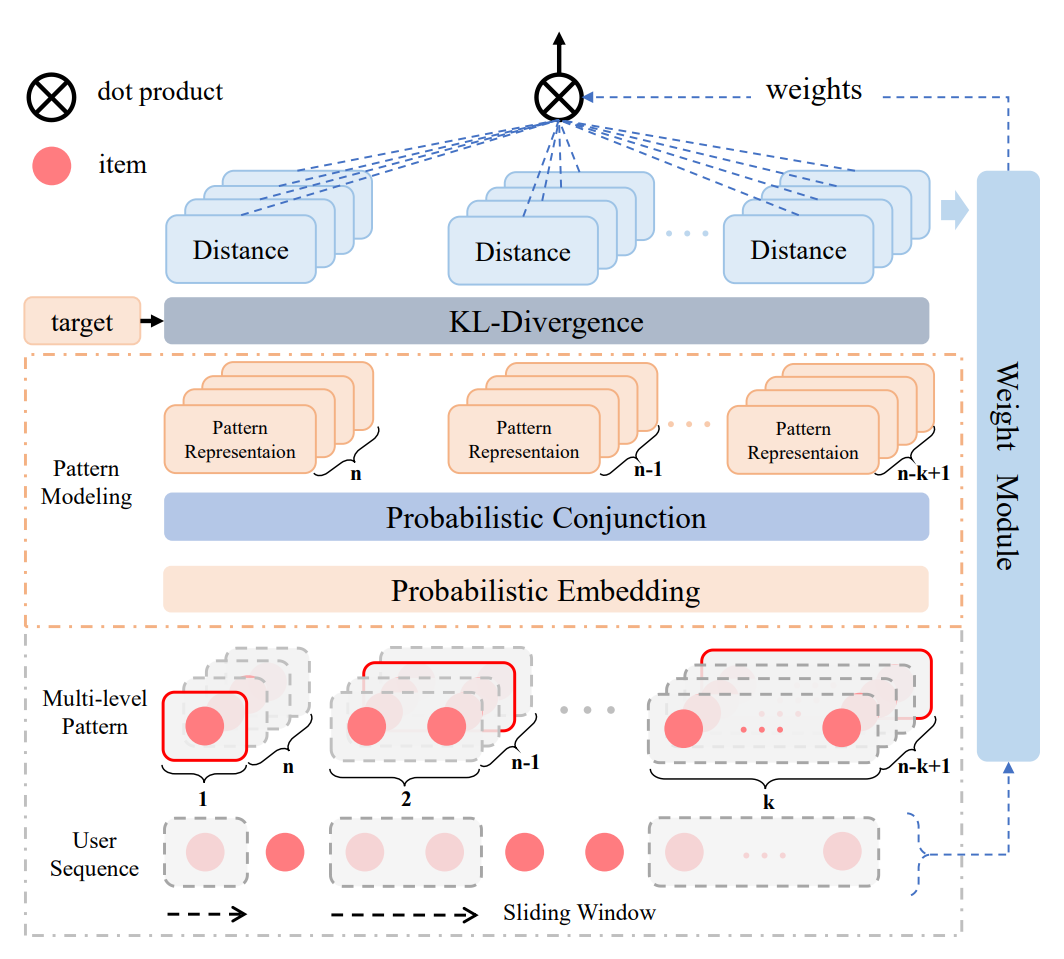 dot product
weights
item
Distance
Distance
Distance
target
KL-Divergence
Pattern
Representaion
n
Pattern
Representaion
n-1
Pattern
Representaion
n-k+1
Pattern
Modeling
Probabilistic Conjunction
Probabilistic Embedding
Weight Module
Multi-level
Pattern
n
1
n-1
2
n-k+1
k
User
Sequence
Sliding Window